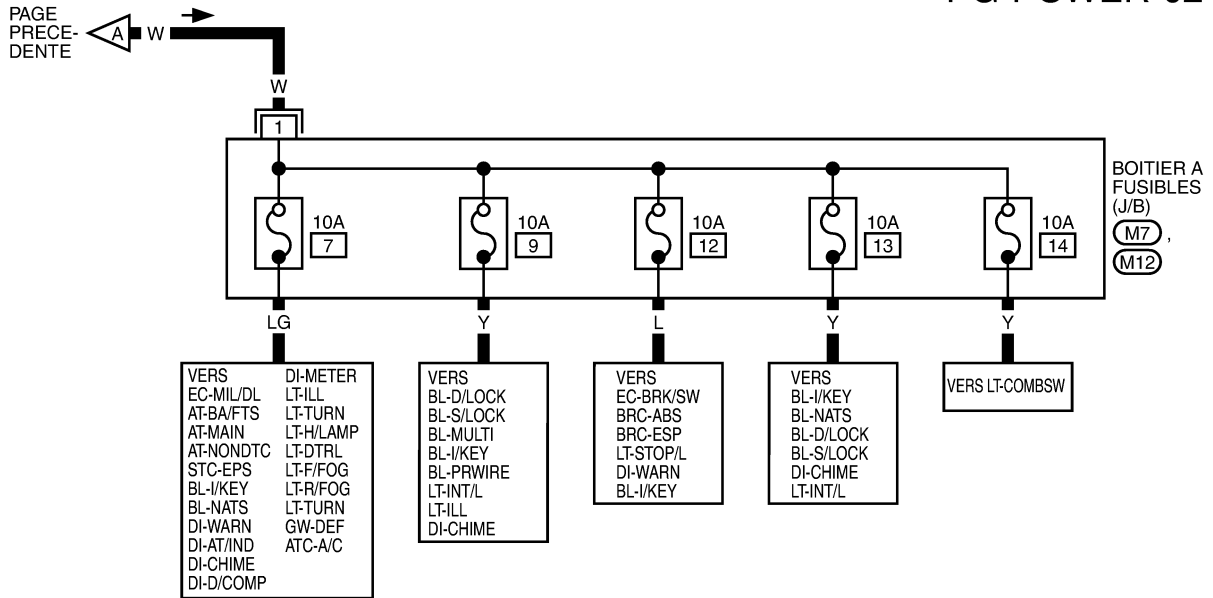 PAGE
PRECE-
DENTE
A
W
W
1
BOITIER A
FUSIBLES
(J/B)
M7 ,
M12
10A
7
10A
9
10A
12
10A
13
10A
14
LG
Y
L
Y
Y
VERS
EC-MIL/DL
AT-BA/FTS
AT-MAIN
AT-NONDTC
STC-EPS
BL-I/KEY
BL-NATS
DI-WARN
DI-AT/IND
DI-CHIME
DI-D/COMP
DI-METER
LT-ILL
LT-TURN
LT-H/LAMP
LT-DTRL
LT-F/FOG
LT-R/FOG
LT-TURN
GW-DEF
ATC-A/C
VERS
BL-D/LOCK
BL-S/LOCK
BL-MULTI
BL-I/KEY
BL-PRWIRE
LT-INT/L
LT-ILL
DI-CHIME
VERS
EC-BRK/SW
BRC-ABS
BRC-ESP
LT-STOP/L
DI-WARN
BL-I/KEY
VERS
BL-I/KEY
BL-NATS
BL-D/LOCK
BL-S/LOCK
DI-CHIME
LT-INT/L
VERS LT-COMBSW